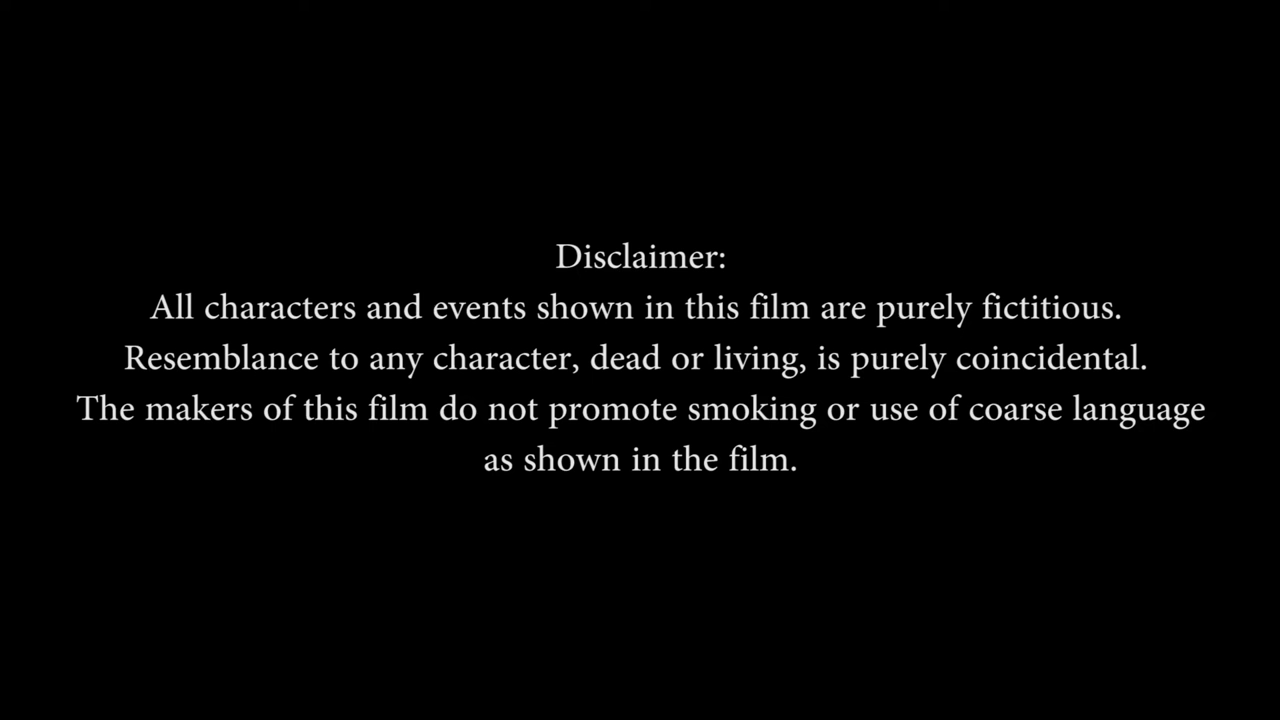 Disclaimer:
All characters and events shown in this film are purely fictitious.
Resemblance to any character, dead or living, is purely coincidental.
The makers of this film do not promote smoking or use of coarse language
as shown in the film.